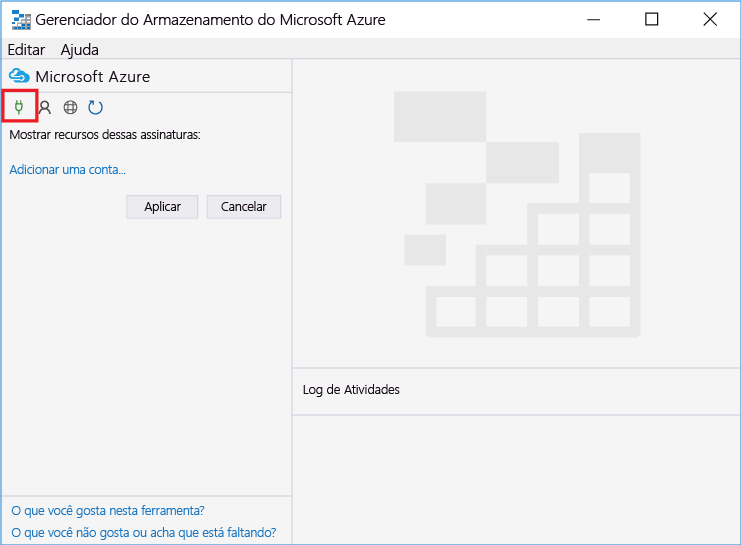 Gerenciador do Armazenamento do Microsoft Azure
Editar Ajuda
Microsoft Azure
Mostrar recursos dessas assinaturas:
Adicionar uma conta...
Aplicar Cancelar
Log de Atividades
O que você gosta nesta ferramenta?
O que você não gosta ou acha que está faltando?